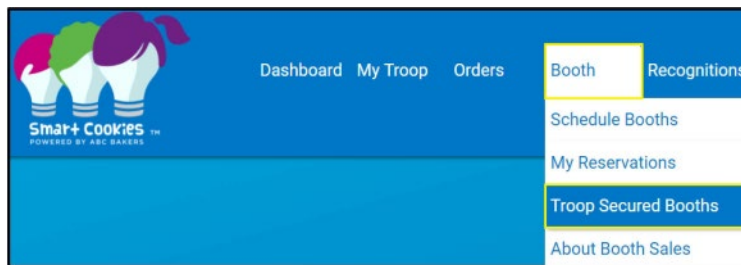 Smart Cookies TM
POWERED BY ABC BAKERS
Dashboard My Troop Orders Booth Recognitions
Schedule Booths
My Reservations
Troop Secured Booths
About Booth Sales